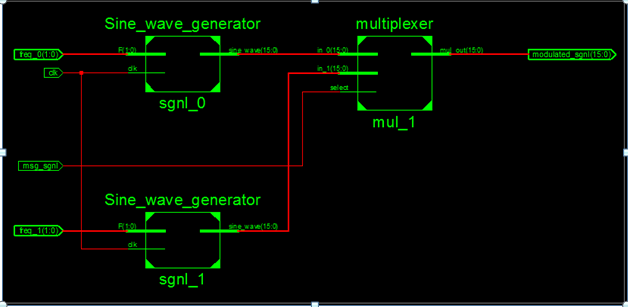 Sine_wave_generator
multiplexer
freq_0(1:0)
F(1:0)
sine_wave(15:0)
in_0(15:0)
mul_out(15:0)
modulated_sgnl(15:0)
clk
clk
in_1(15:0)
select
sgnl_0
mul_1
msg_sgnl
Sine_wave_generator
freq_1(1:0)
F(1:0)
sine_wave(15:0)
clk
sgnl_1